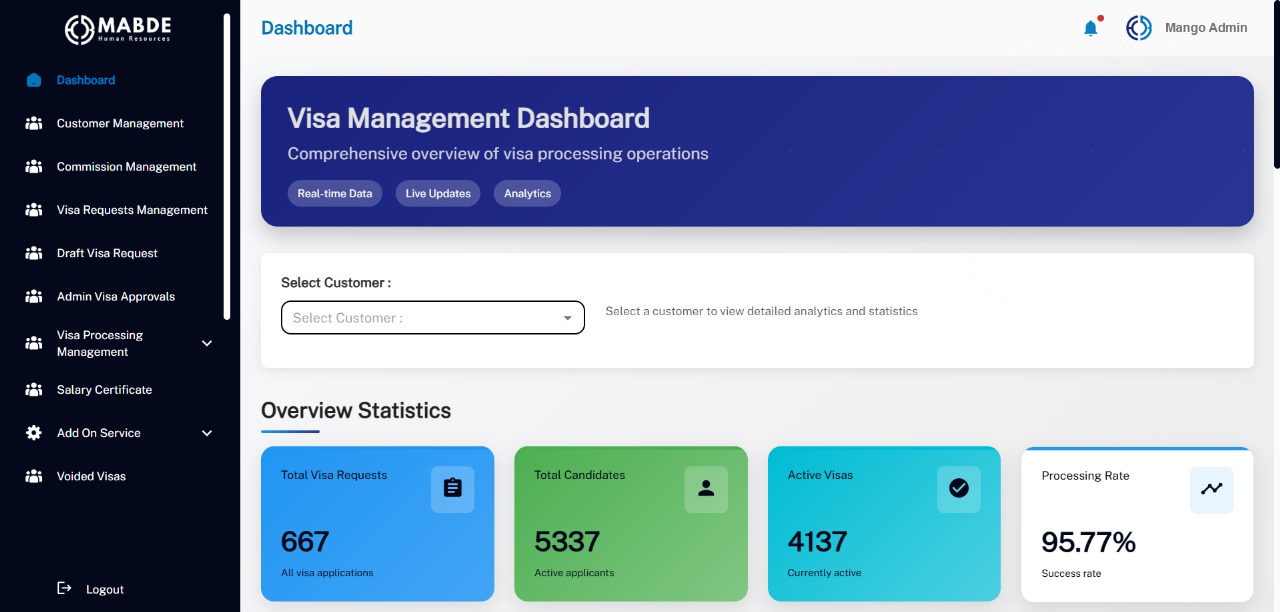 MABDE
Human Resources
Dashboard
Customer Management
Commission Management
Visa Requests Management
Draft Visa Request
Admin Visa Approvals
Visa Processing
Management
Salary Certificate
Add On Service
Voided Visas
Logout
Dashboard
Mango Admin
Visa Management Dashboard
Comprehensive overview of visa processing operations
Real-time Data
Live Updates
Analytics
Select Customer :
Select Customer :
Select a customer to view detailed analytics and statistics
Overview Statistics
Total Visa Requests
667
All visa applications
Total Candidates
5337
Active applicants
Active Visas
4137
Currently active
Processing Rate
95.77%
Success rate